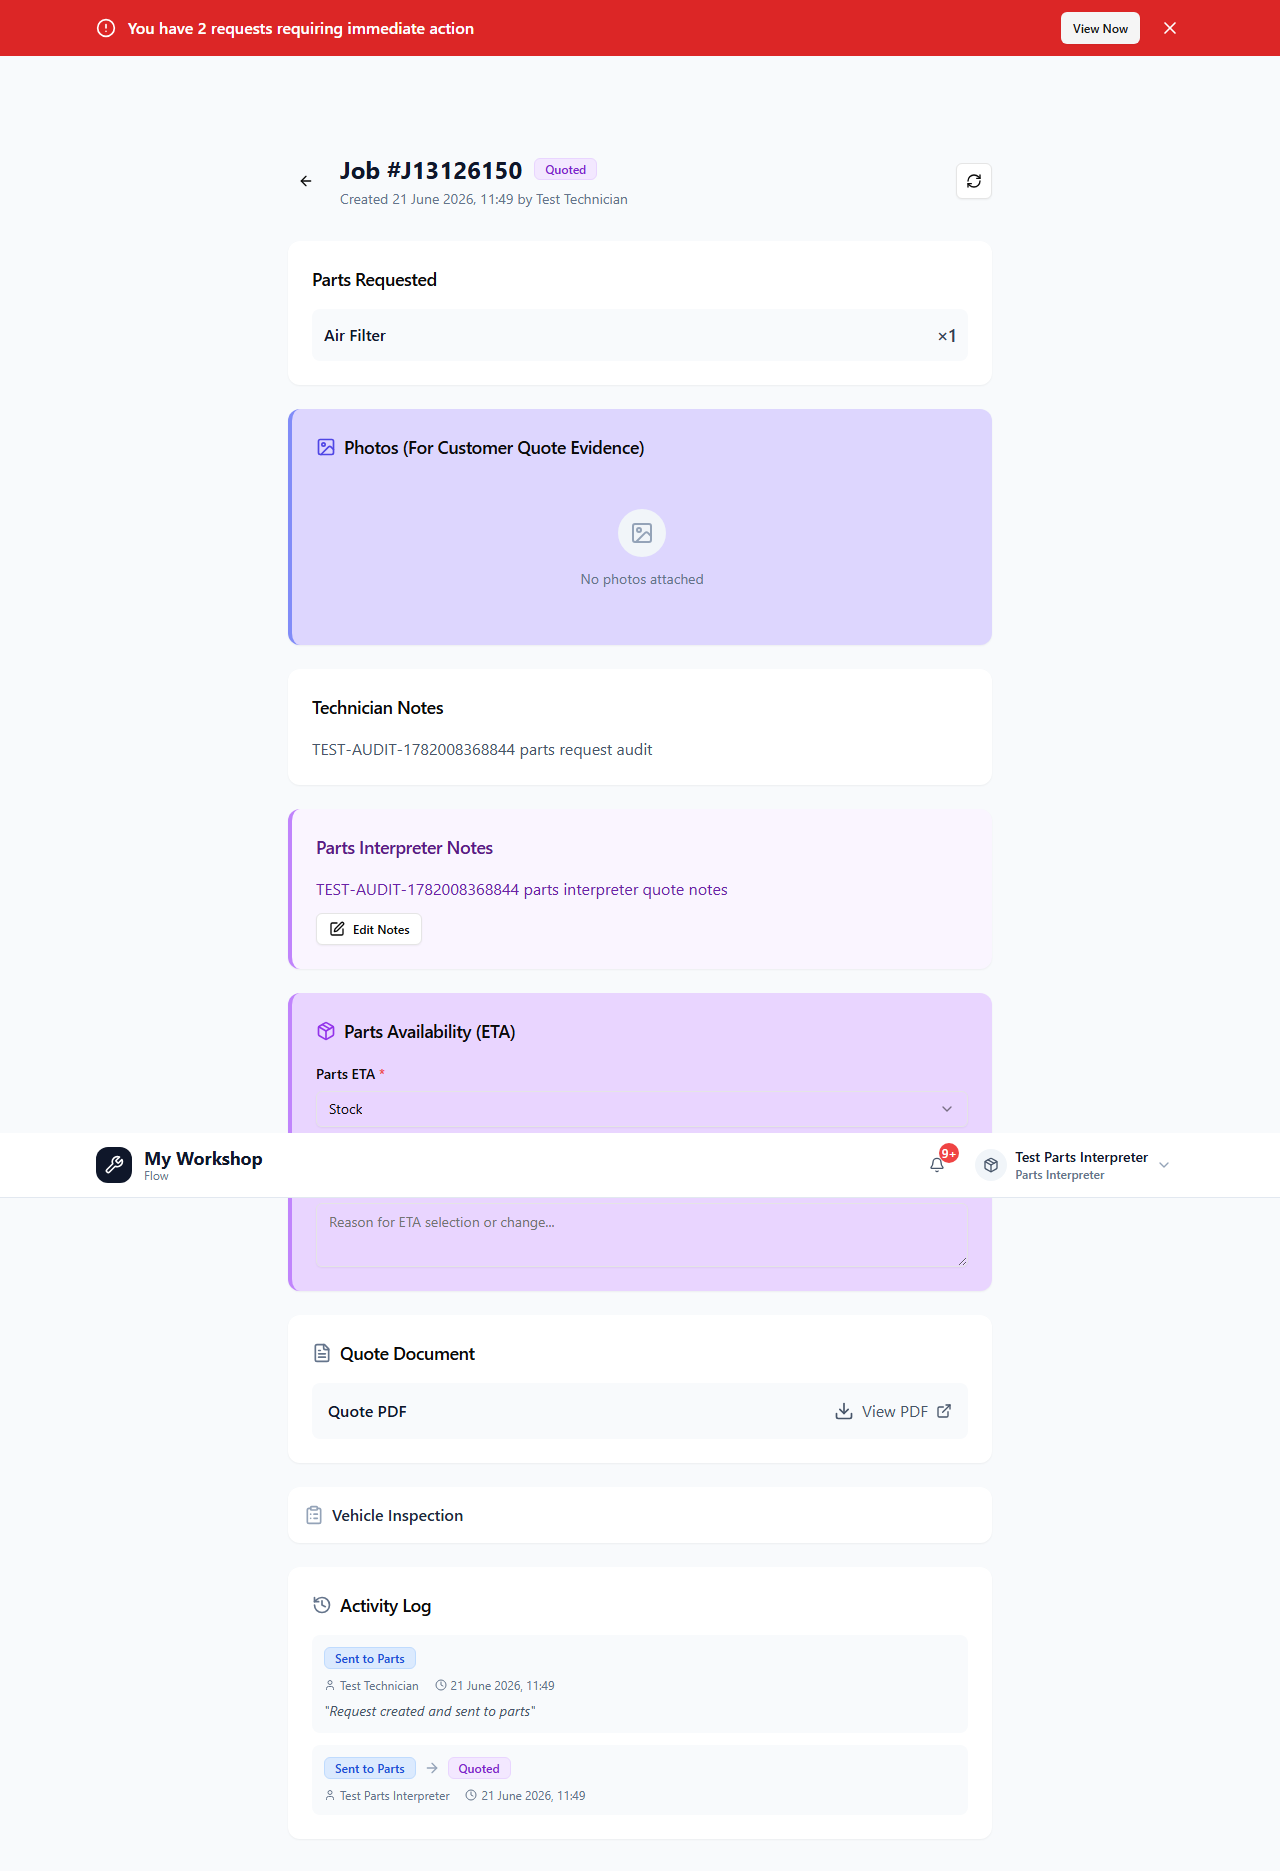 You have 2 requests requiring immediate action
View Now
Job #J13126150
Quoted
Created 21 June 2026, 11:49 by Test Technician
Parts Requested
Air Filter
×1
Photos (For Customer Quote Evidence)
No photos attached
Technician Notes
TEST-AUDIT-1782008368844 parts request audit
Parts Interpreter Notes
TEST-AUDIT-1782008368844 parts interpreter quote notes
Edit Notes
Parts Availability (ETA)
Parts ETA *
Stock
My Workshop
Flow
9+
Test Parts Interpreter
Parts Interpreter
Reason for ETA selection or change...
Quote Document
Quote PDF
View PDF
Vehicle Inspection
Activity Log
Sent to Parts
Test Technician
21 June 2026, 11:49
"Request created and sent to parts"
Sent to Parts
Quoted
Test Parts Interpreter
21 June 2026, 11:49